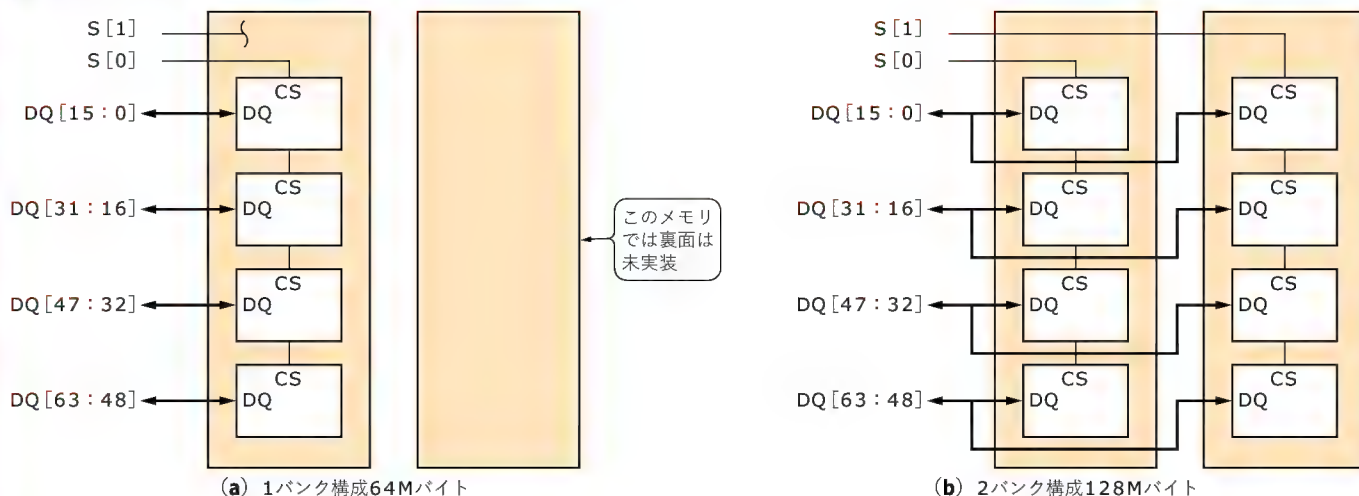 S[1]
S[0]
CS
DQ[15:0]
DQ
CS
DQ[31:16]
DQ
CS
DQ[47:32]
DQ
CS
DQ[63:48]
DQ
このメモリ
では裏面は
未実装
(a) 1バンク構成64Mバイト
S[1]
S[0]
CS
CS
DQ[15:0]
DQ
DQ
CS
CS
DQ[31:16]
DQ
DQ
CS
CS
DQ[47:32]
DQ
DQ
CS
CS
DQ[63:48]
DQ
DQ
(b) 2バンク構成128Mバイト